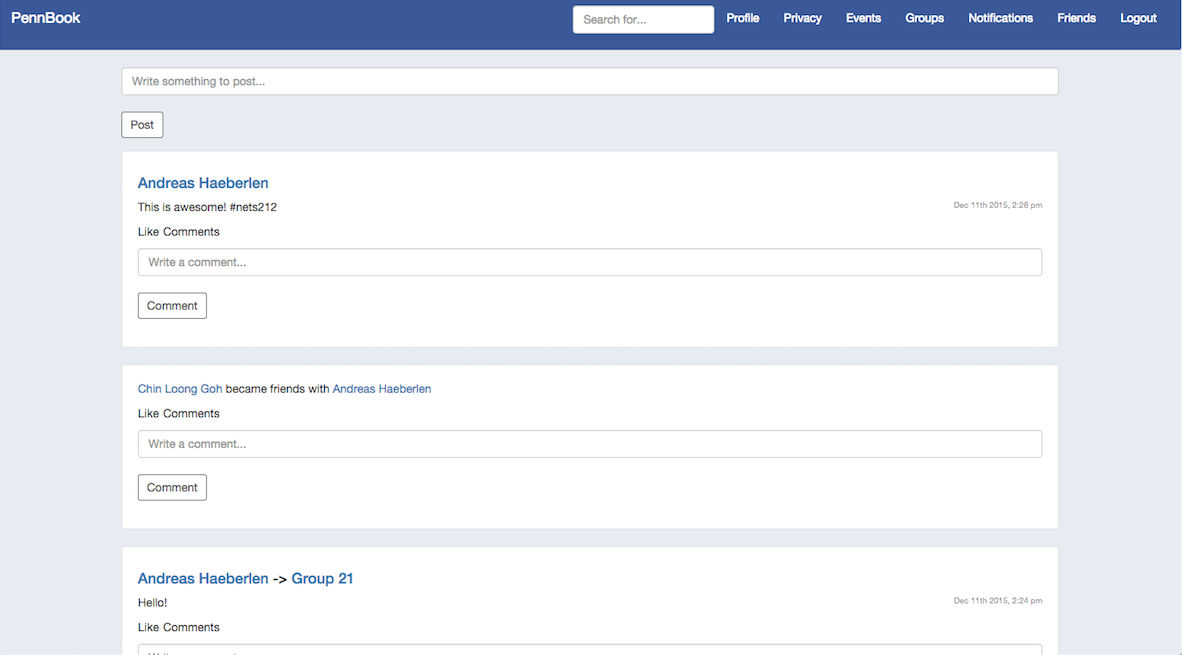 PennBook
Search for...
Profile
Privacy
Events
Groups
Notifications
Friends
Logout
Write something to post...
Post
Andreas Haeberlen
This is awesome! #nets212
Dec 11th 2015, 2:28 pm
Like Comments
Write a comment...
Comment
Chin Loong Goh became friends with Andreas Haeberlen
Like Comments
Write a comment...
Comment
Andreas Haeberlen -> Group 21
Hello!
Dec 11th 2015, 2:24 pm
Like Comments